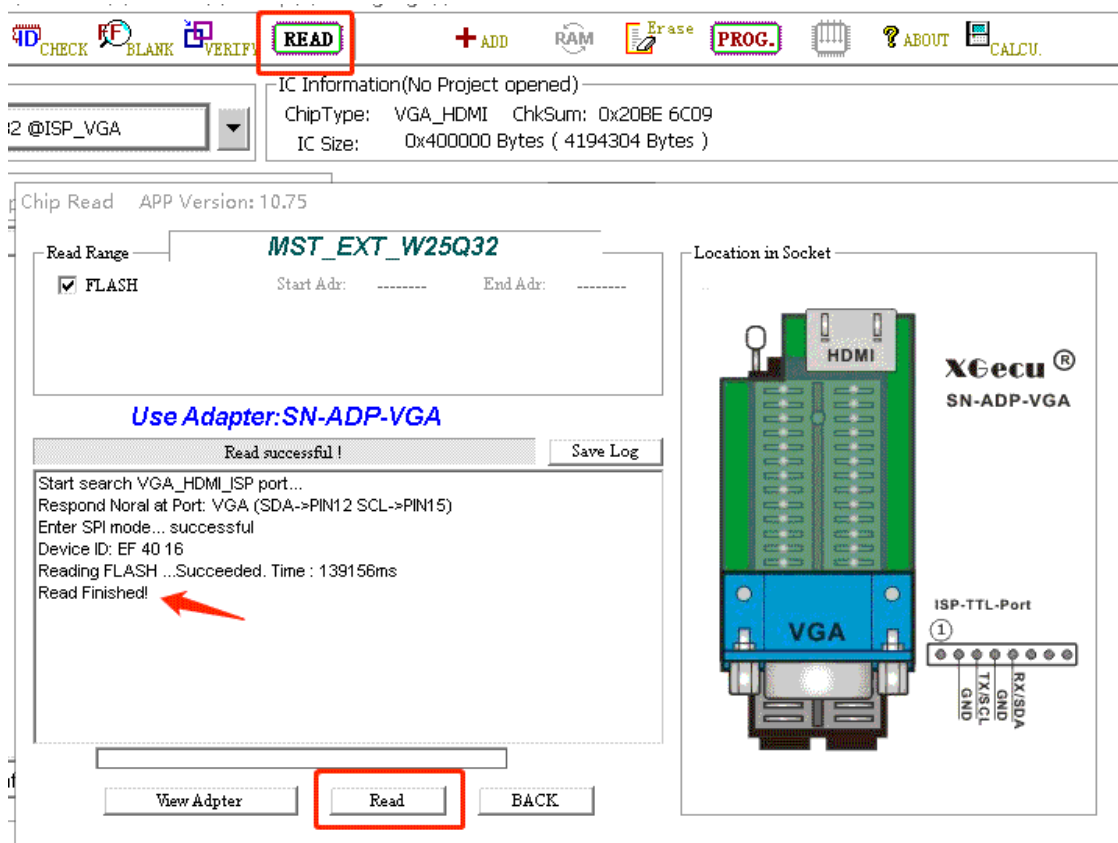 CHECK BLANK VERIFY READ ADD RAM Erase PROG. ? ABOUT CALCU.
IC Information(No Project opened)
ChipType: VGA_HDMI ChkSum: 0x20BE 6C09
32 @ISP_VGA
IC Size: 0x400000 Bytes ( 4194304 Bytes )
Chip Read APP Version: 10.75
Read Range
MST_EXT_W25Q32
Location in Socket
FLASH
Start Adr: --------
End Adr: --------
..
HDMI
XGecu ®
SN-ADP-VGA
Use Adapter:SN-ADP-VGA
Read successful !
Save Log
Start search VGA_HDMI_ISP port...
Respond Noral at Port: VGA (SDA->PIN12 SCL->PIN15)
Enter SPI mode... successful
Device ID: EF 40 16
Reading FLASH ...Succeeded. Time : 139156ms
Read Finished!
VGA
ISP-TTL-Port
1
GND
TX/SCL
GND
RX/SDA
View Adpter
Read
BACK